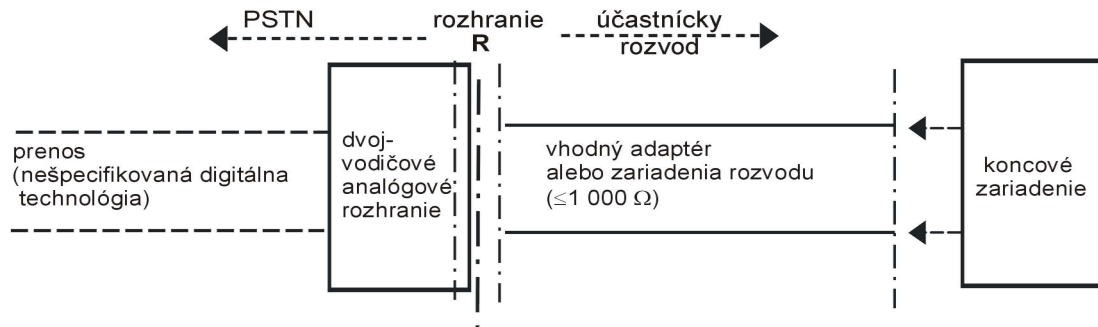 PSTN
rozhranie
R
účastnícky
rozvod
prenos
(nešpecifikovaná digitálna
technológia)
dvoj-
vodičové
analógové
rozhranie
vhodný adaptér
alebo zariadenia rozvodu
(≤1 000 Ω)
koncové
zariadenie